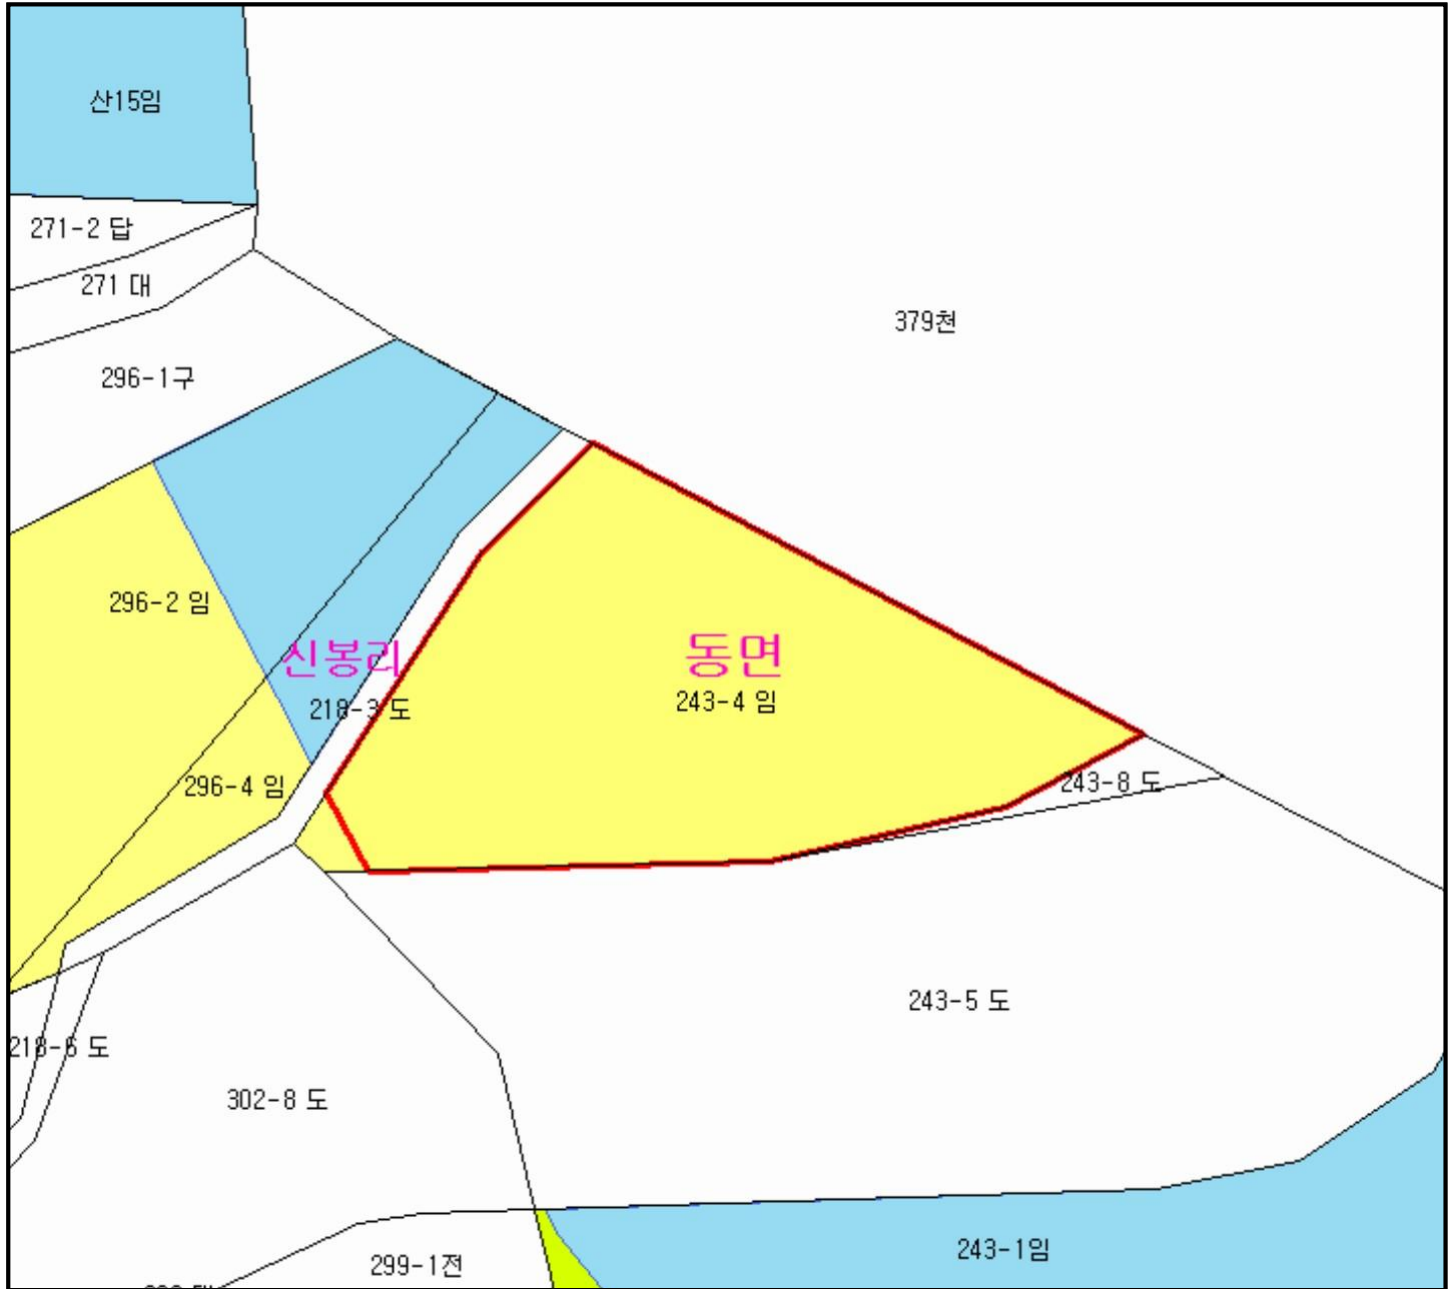 산15임
271-2 답
271 대
379천
296-1구
296-2 임
신봉리
동면
243-4 임
218-3 도
243-8 도
296-4 임
243-5 도
218-6 도
302-8 도
243-1임
299-1전